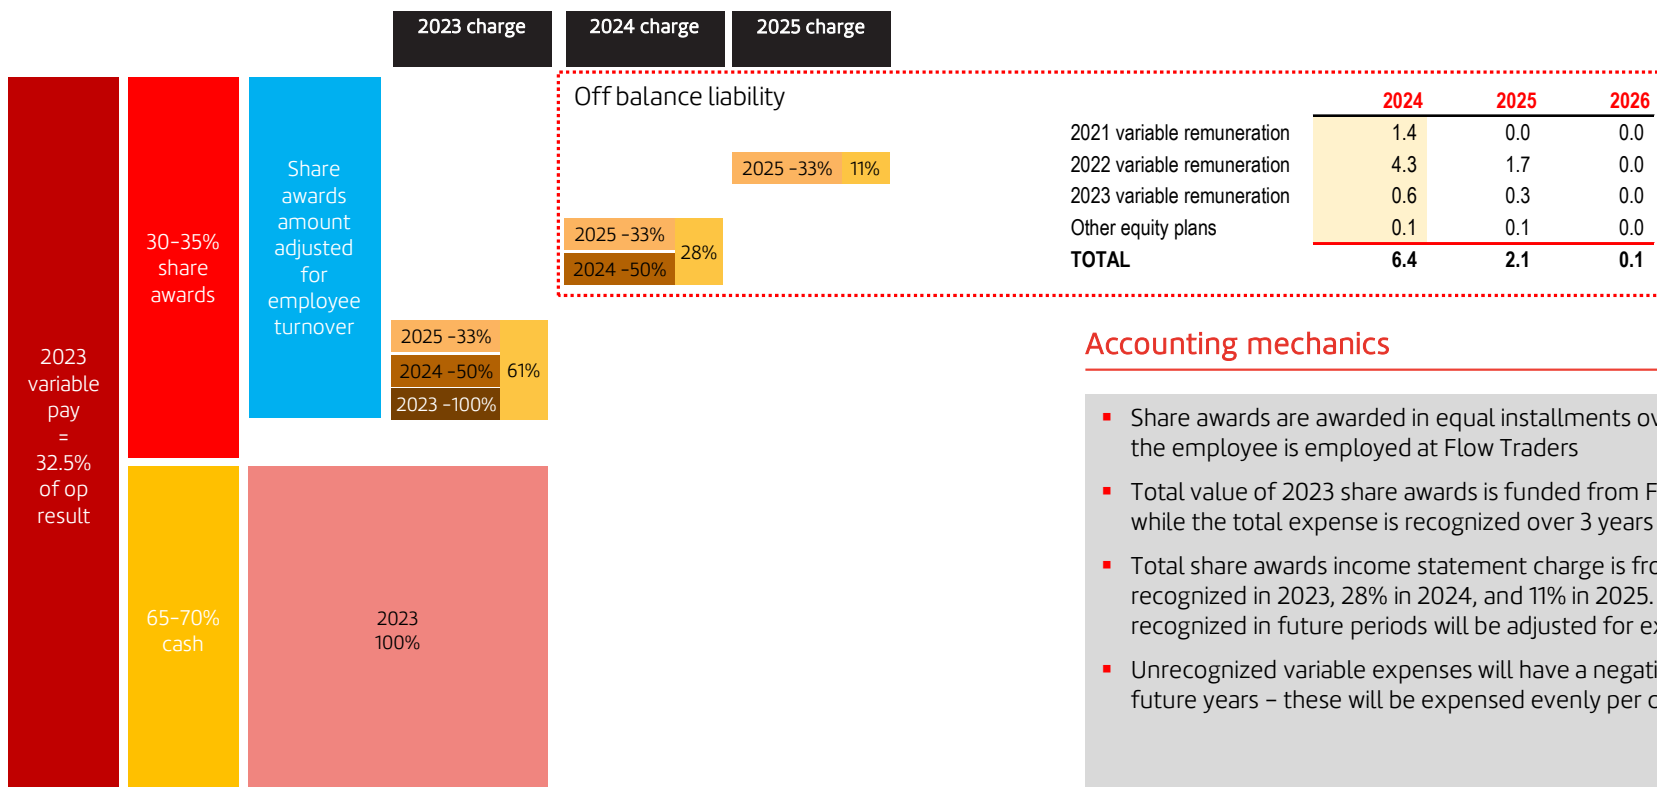 2023 charge
2024 charge
2025 charge
2023
variable
pay
=
32.5%
of op
result
30-35%
share
awards
65-70%
cash
Share
awards
amount
adjusted
for
employee
turnover
2025 -33%
2024 -50%
2023 -100%
61%
2023
100%
Off balance liability
2025 -33%
2024 -50%
28%
2025 -33% 11%
2024 2025 2026
2021 variable remuneration 1.4 0.0 0.0
2022 variable remuneration 4.3 1.7 0.0
2023 variable remuneration 0.6 0.3 0.0
Other equity plans 0.1 0.1 0.0
TOTAL 6.4 2.1 0.1
Accounting mechanics
▪ Share awards are awarded in equal installments
the employee is employed at Flow Traders
▪ Total value of 2023 share awards is funded from
while the total expense is recognized over 3 years
▪ Total share awards income statement charge is
recognized in 2023, 28% in 2024, and 11% in 2025.
recognized in future periods will be adjusted for
▪ Unrecognized variable expenses will have a
future years – these will be expensed evenly per